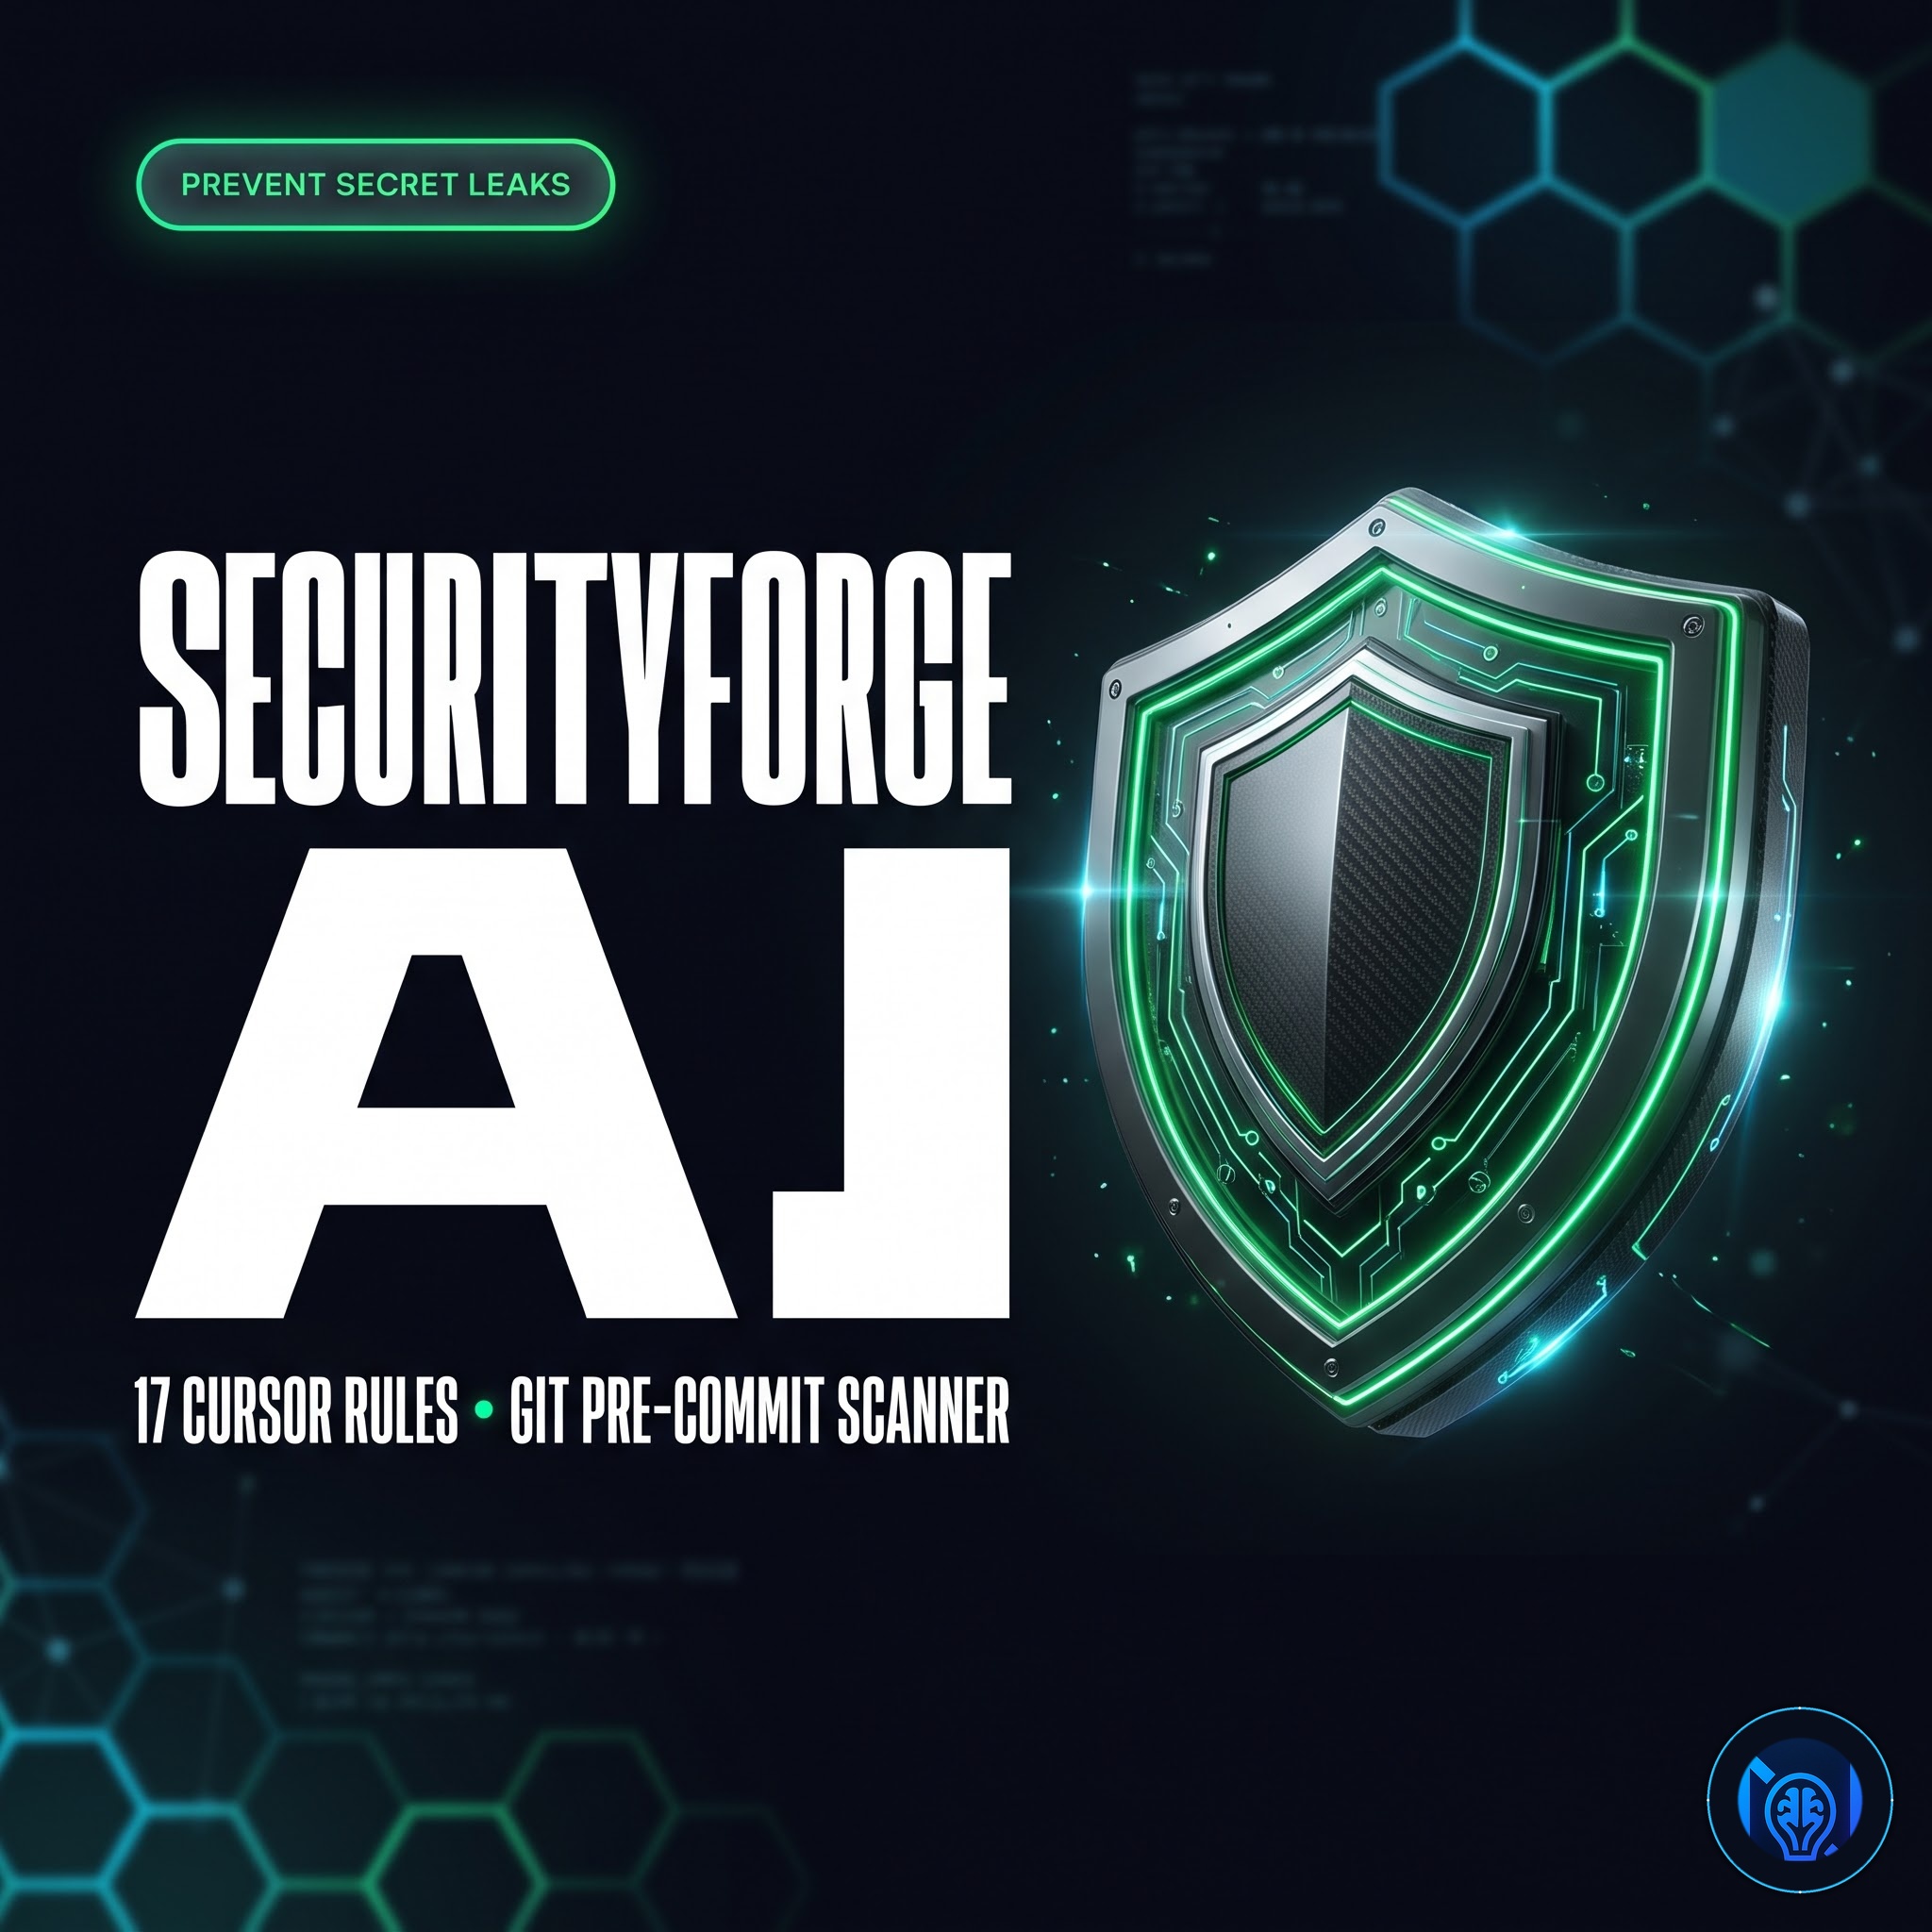 PREVENT SECRET LEAKS
SECURITYFORGE
AI
17 CURSOR RULES • GIT PRE-COMMIT SCANNER